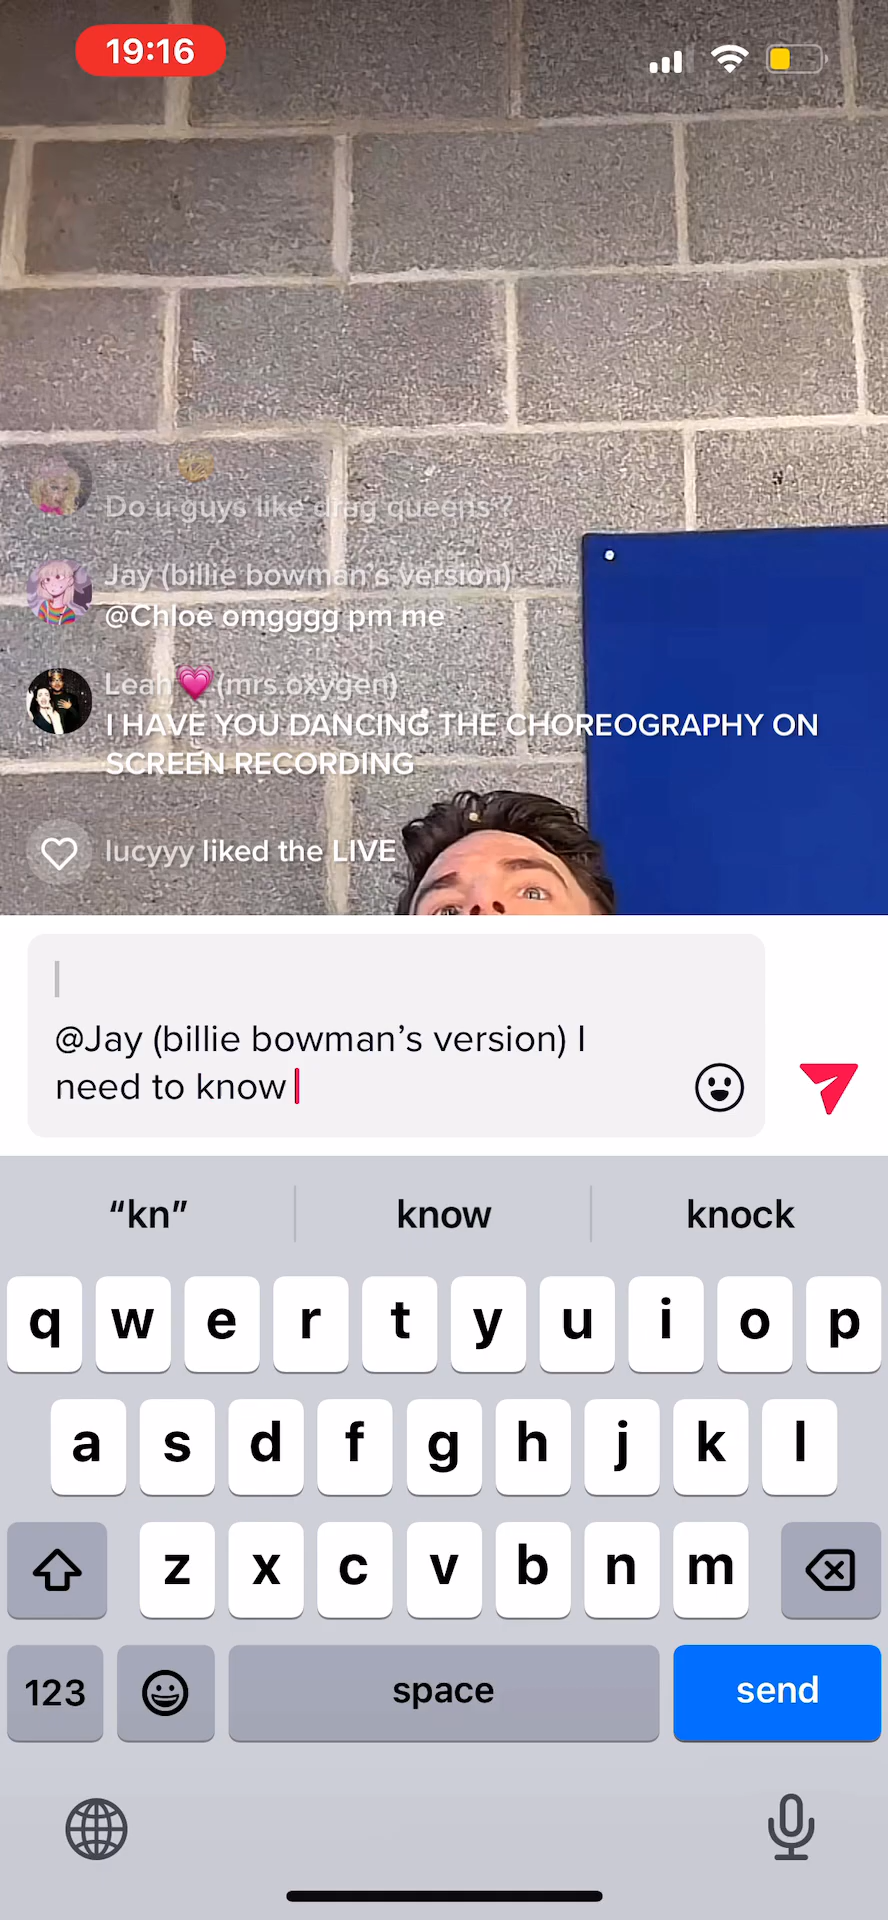 19:16
Do u guys like drag queens ?
Jay (billie bowman's version)
@Chloe omgggg pm me
Leah💗(mrs.oxygen)
I HAVE YOU DANCING THE CHOREOGRAPHY ON
SCREEN RECORDING
lucyyy liked the LIVE
@Jay (billie bowman’s version) I
need to know
“kn” know knock
q w e r t y u i o p
a s d f g h j k l
z x c v b n m
123 space send